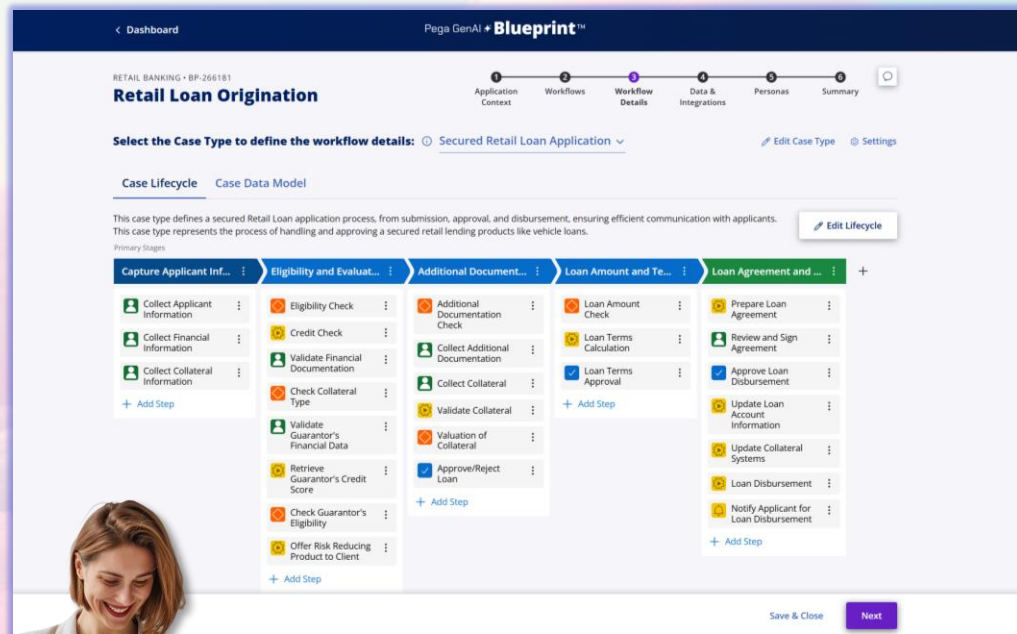 < Dashboard
Pega GenAI Blueprint™
RETAIL BANKING • BP-266181
Retail Loan Origination
1
2
3
4
5
6
Application
Context
Workflows
Workflow
Details
Data &
Integrations
Personas
Summary
Select the Case Type to define the workflow details:
Secured Retail Loan Application
Edit Case Type
Settings
Case Lifecycle
Case Data Model
This case type defines a secured Retail Loan application process, from submission, approval, and disbursement, ensuring efficient communication with applicants.
This case type represents the process of handling and approving a secured retail lending products like vehicle loans.
Edit Lifecycle
Primary Stages
Capture Applicant Inf...
Collect Applicant
Information
Collect Financial
Information
Collect Collateral
Information
+ Add Step
Eligibility and Evaluat...
Eligibility Check
Credit Check
Validate Financial
Documentation
Check Collateral
Type
Validate
Guarantor's
Financial Data
Retrieve
Guarantor's Credit
Score
Check Guarantor's
Eligibility
Offer Risk Reducing
Product to Client
+ Add Step
Additional Document...
Additional
Documentation
Check
Collect Additional
Documentation
Collect Collateral
Validate Collateral
Valuation of
Collateral
Approve/Reject
Loan
+ Add Step
Loan Amount and Te...
Loan Amount
Check
Loan Terms
Calculation
Loan Terms
Approval
+ Add Step
Loan Agreement and ...
Prepare Loan
Agreement
Review and Sign
Agreement
Approve Loan
Disbursement
Update Loan
Account
Information
Update Collateral
Systems
Loan Disbursement
Notify Applicant for
Loan Disbursement
+ Add Step
+
Save & Close
Next